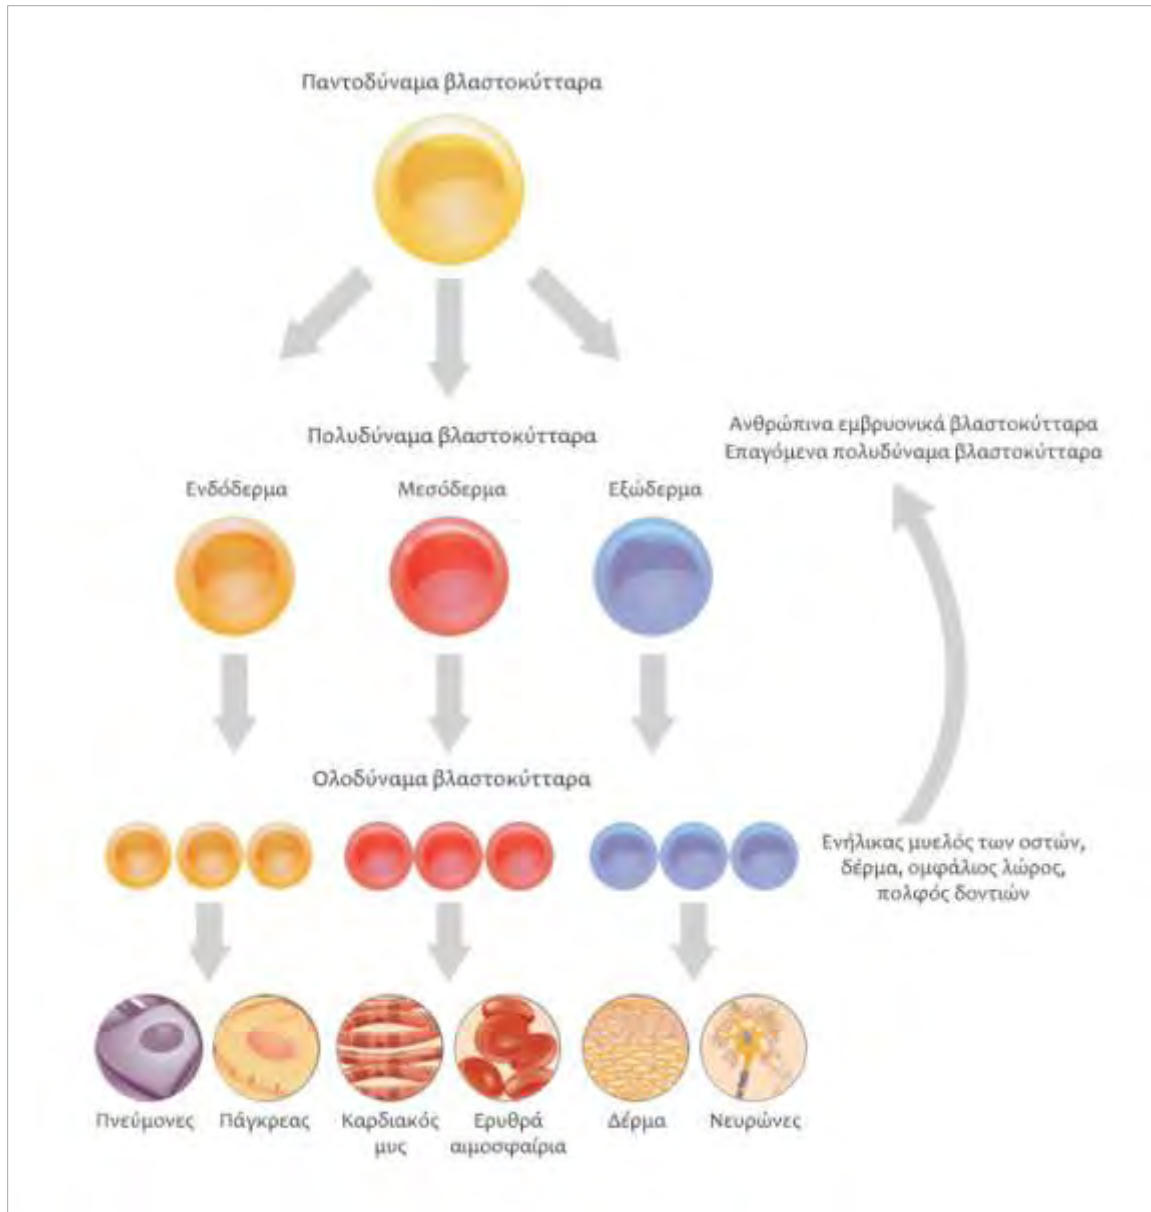 Παντοδύναμα βλαστοκύτταρα
Πολυδύναμα βλαστοκύτταρα
Ανθρώπινα εμβρυονικά βλαστοκύτταρα
Επαγόμενα πολυδύναμα βλαστοκύτταρα
Ενδόδερμα
Μεσόδερμα
Εξώδερμα
Ολοδύναμα βλαστοκύτταρα
Ενήλικας μυελός των οστών,
δέρμα, ομφάλιος λώρος,
πολφός δοντιών
Πνεύμονες
Πάγκρεας
Καρδιακός
μυς
Ερυθρά
αιμοσφαίρια
Δέρμα
Νευρώνες